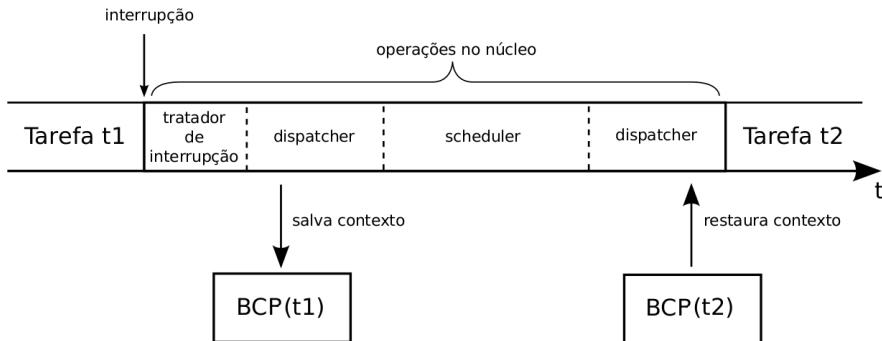 interrupção
operações no núcleo
Tarefa t1
tratador
de
interrupção
dispatcher
scheduler
dispatcher
Tarefa t2
t
salva contexto
restaura contexto
BCP(t1)
BCP(t2)